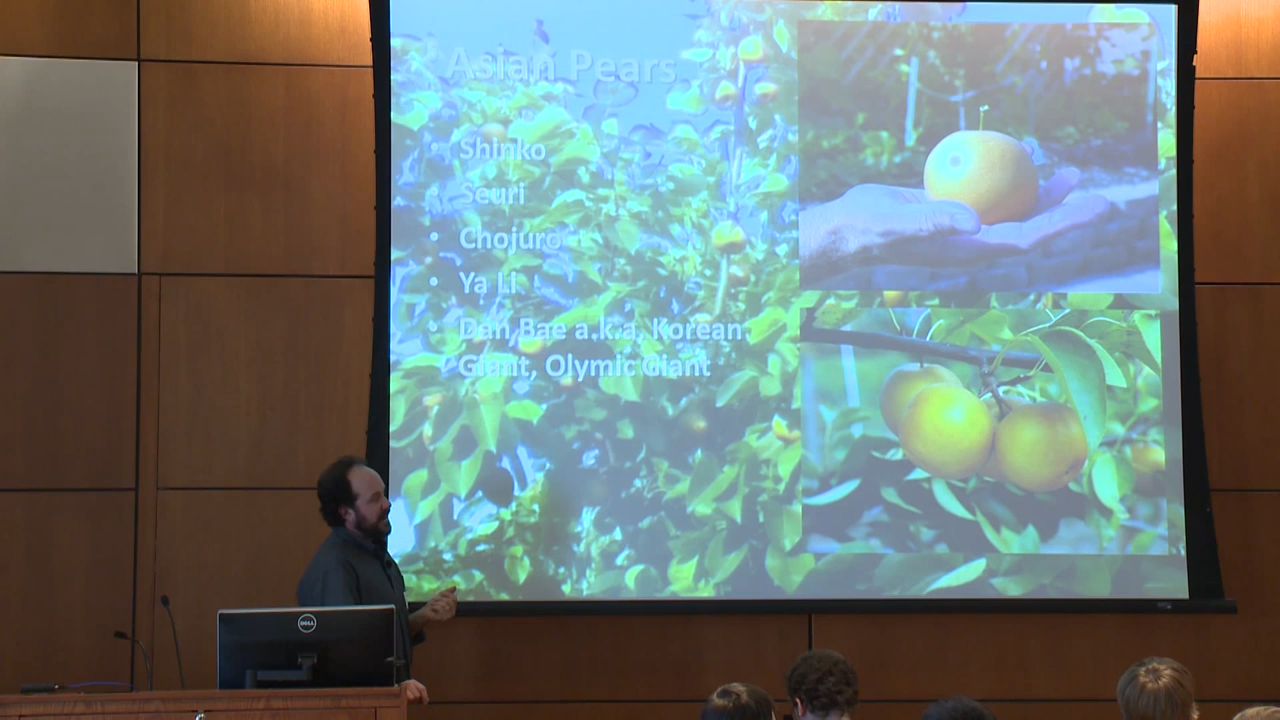 Asian Pears
• Shinko
• Seuri
• Chojuro
• Ya Li
• Dan Bae a.k.a. Korean
Giant, Olymic Giant
DELL